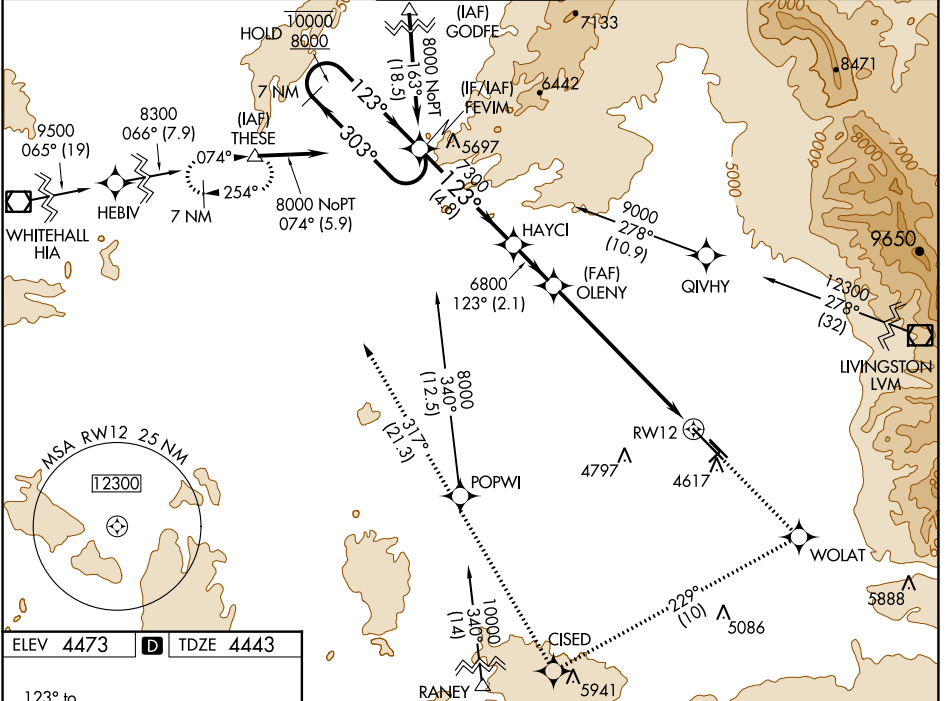 HOLD
10000
8000
7 NM
123°
303°
(IAF)
GODFE
8000 NoPT
163°
(18.5)
(IF/IAF)
FEVIM
7133
6442
5697
8471
9650
5000
8000
7000
9500
065° (19)
8300
066° (7.9)
(IAF)
THESE
074°
254°
7 NM
8000 NoPT
074° (5.9)
WHITEHALL
HIA
HEBIV
7300
123°
(4.8)
HAYCI
6800
123° (2.1)
(FAF)
OLENY
9000
278°
(10.9)
QIVHY
12300
278°
(32)
LIVINGSTON
LVM
8000
340°
(12.5)
317°
(21.3)
RW12
4797
4617
POPWI
WOLAT
229°
(10)
5086
5888
CISED
5941
10000
340°
(14)
RANEY
MSA RW12 25 NM
12300
ELEV 4473 D TDZE 4443
123° to